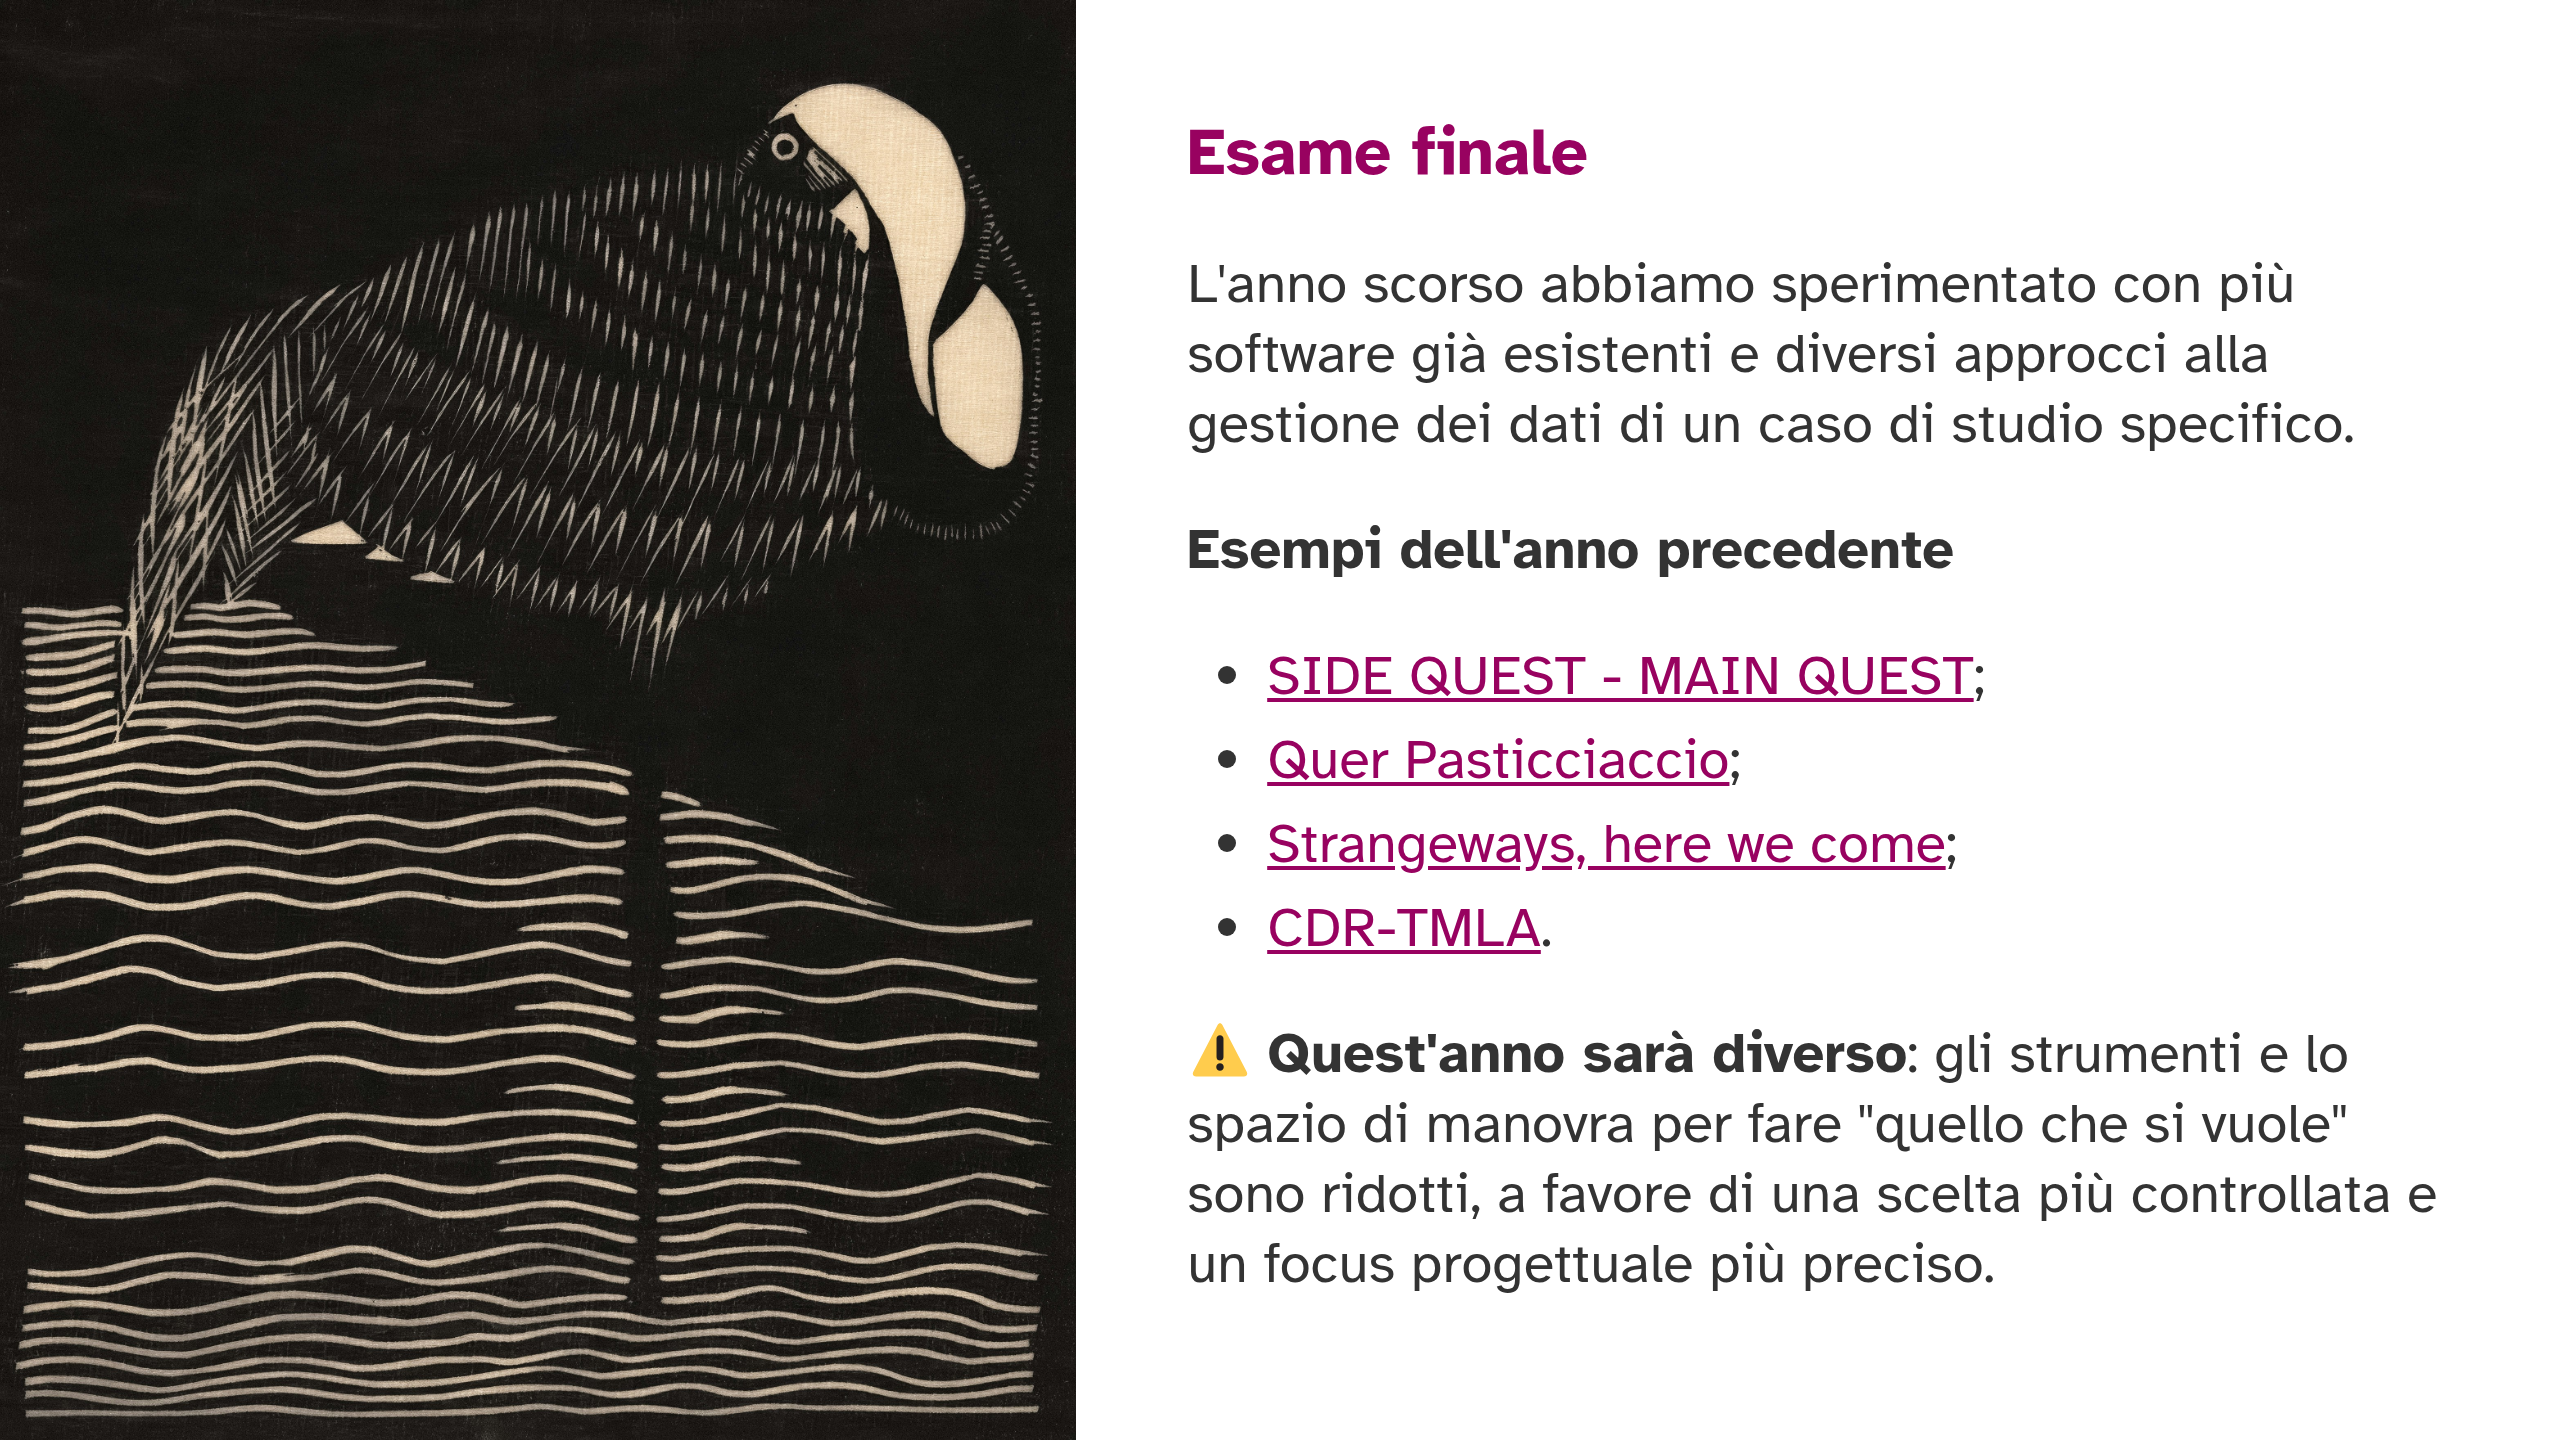 Esame finale
L'anno scorso abbiamo sperimentato con più
software già esistenti e diversi approcci alla
gestione dei dati di un caso di studio specifico.
Esempi dell'anno precedente
• SIDE QUEST - MAIN QUEST;
• Quer Pasticciaccio;
• Strangeways, here we come;
• CDR-TMLA.
⚠️ Quest'anno sarà diverso: gli strumenti e lo
spazio di manovra per fare "quello che si vuole"
sono ridotti, a favore di una scelta più controllata e
un focus progettuale più preciso.